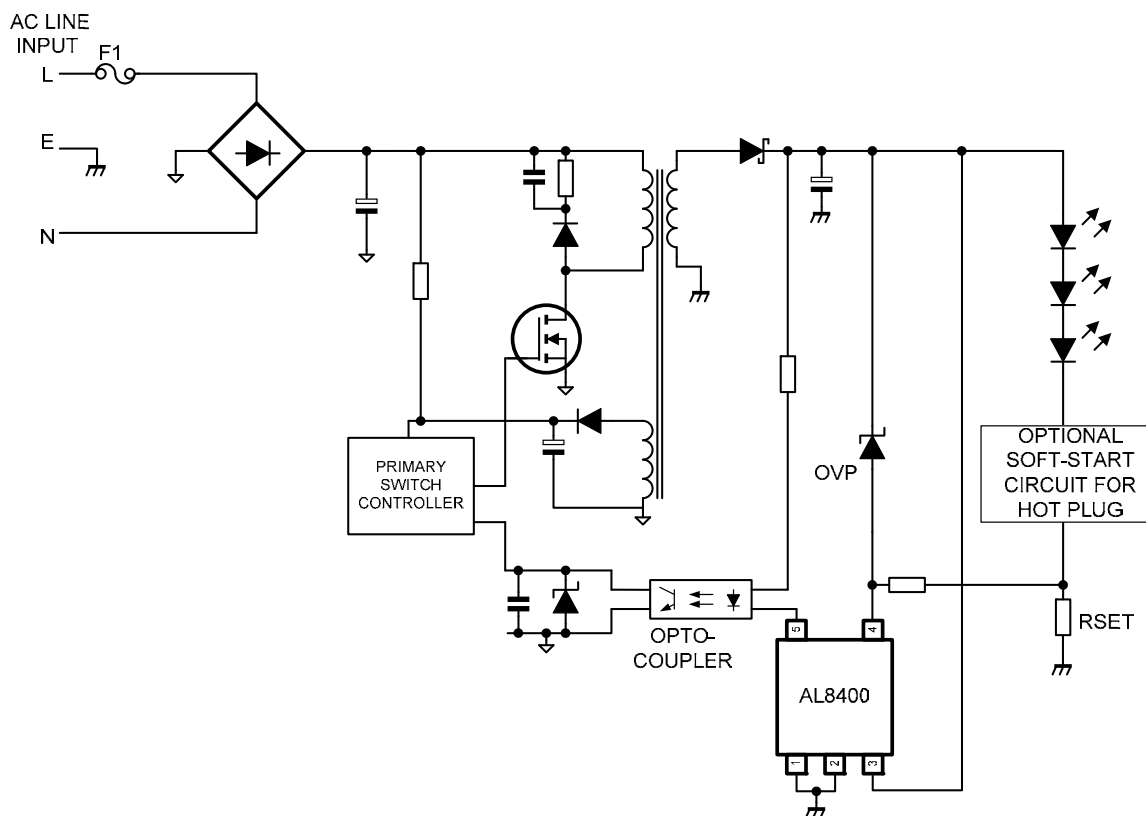 AC LINE
INPUT
F1
L
E
N
PRIMARY
SWITCH
CONTROLLER
OVP
OPTIONAL
SOFT-START
CIRCUIT FOR
HOT PLUG
OPTO-
COUPLER
RSET
5
4
AL8400
1
2
3